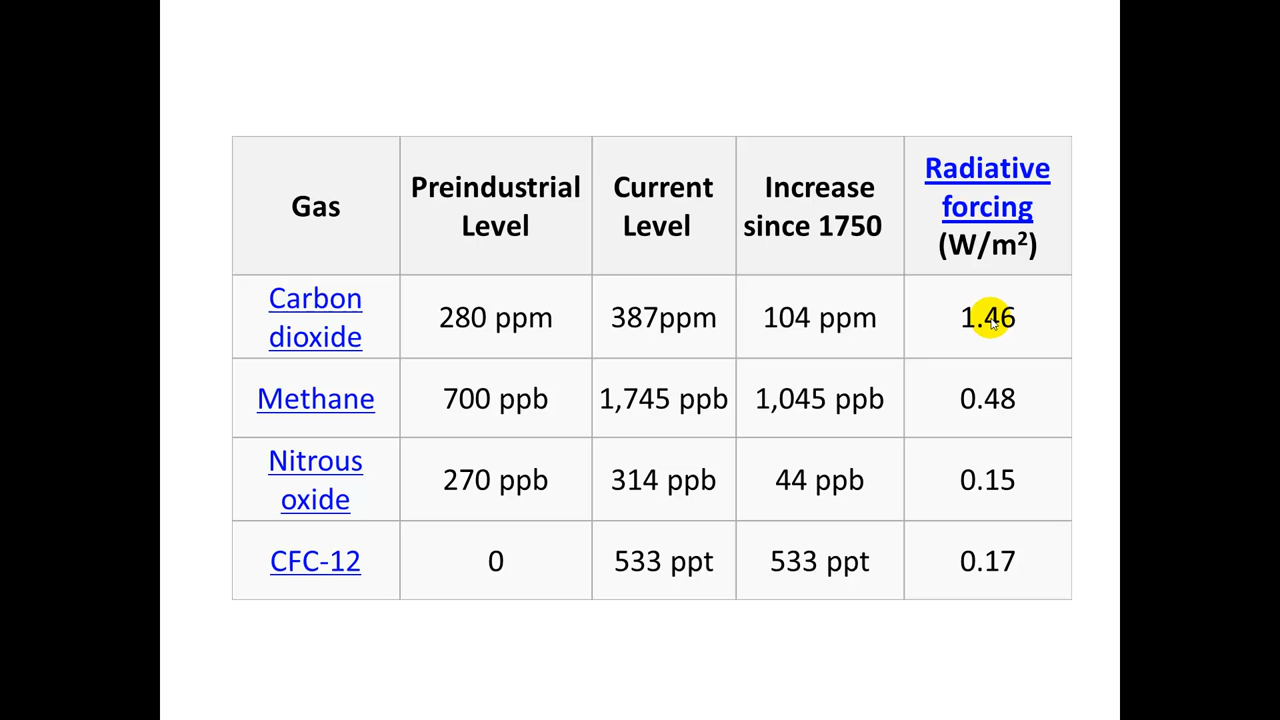 Gas
Preindustrial
Level
Current
Level
Increase
since 1750
Radiative
forcing
(W/m²)
Carbon
dioxide
280 ppm
387ppm
104 ppm
1.46
Methane
700 ppb
1,745 ppb
1,045 ppb
0.48
Nitrous
oxide
270 ppb
314 ppb
44 ppb
0.15
CFC-12
0
533 ppt
533 ppt
0.17